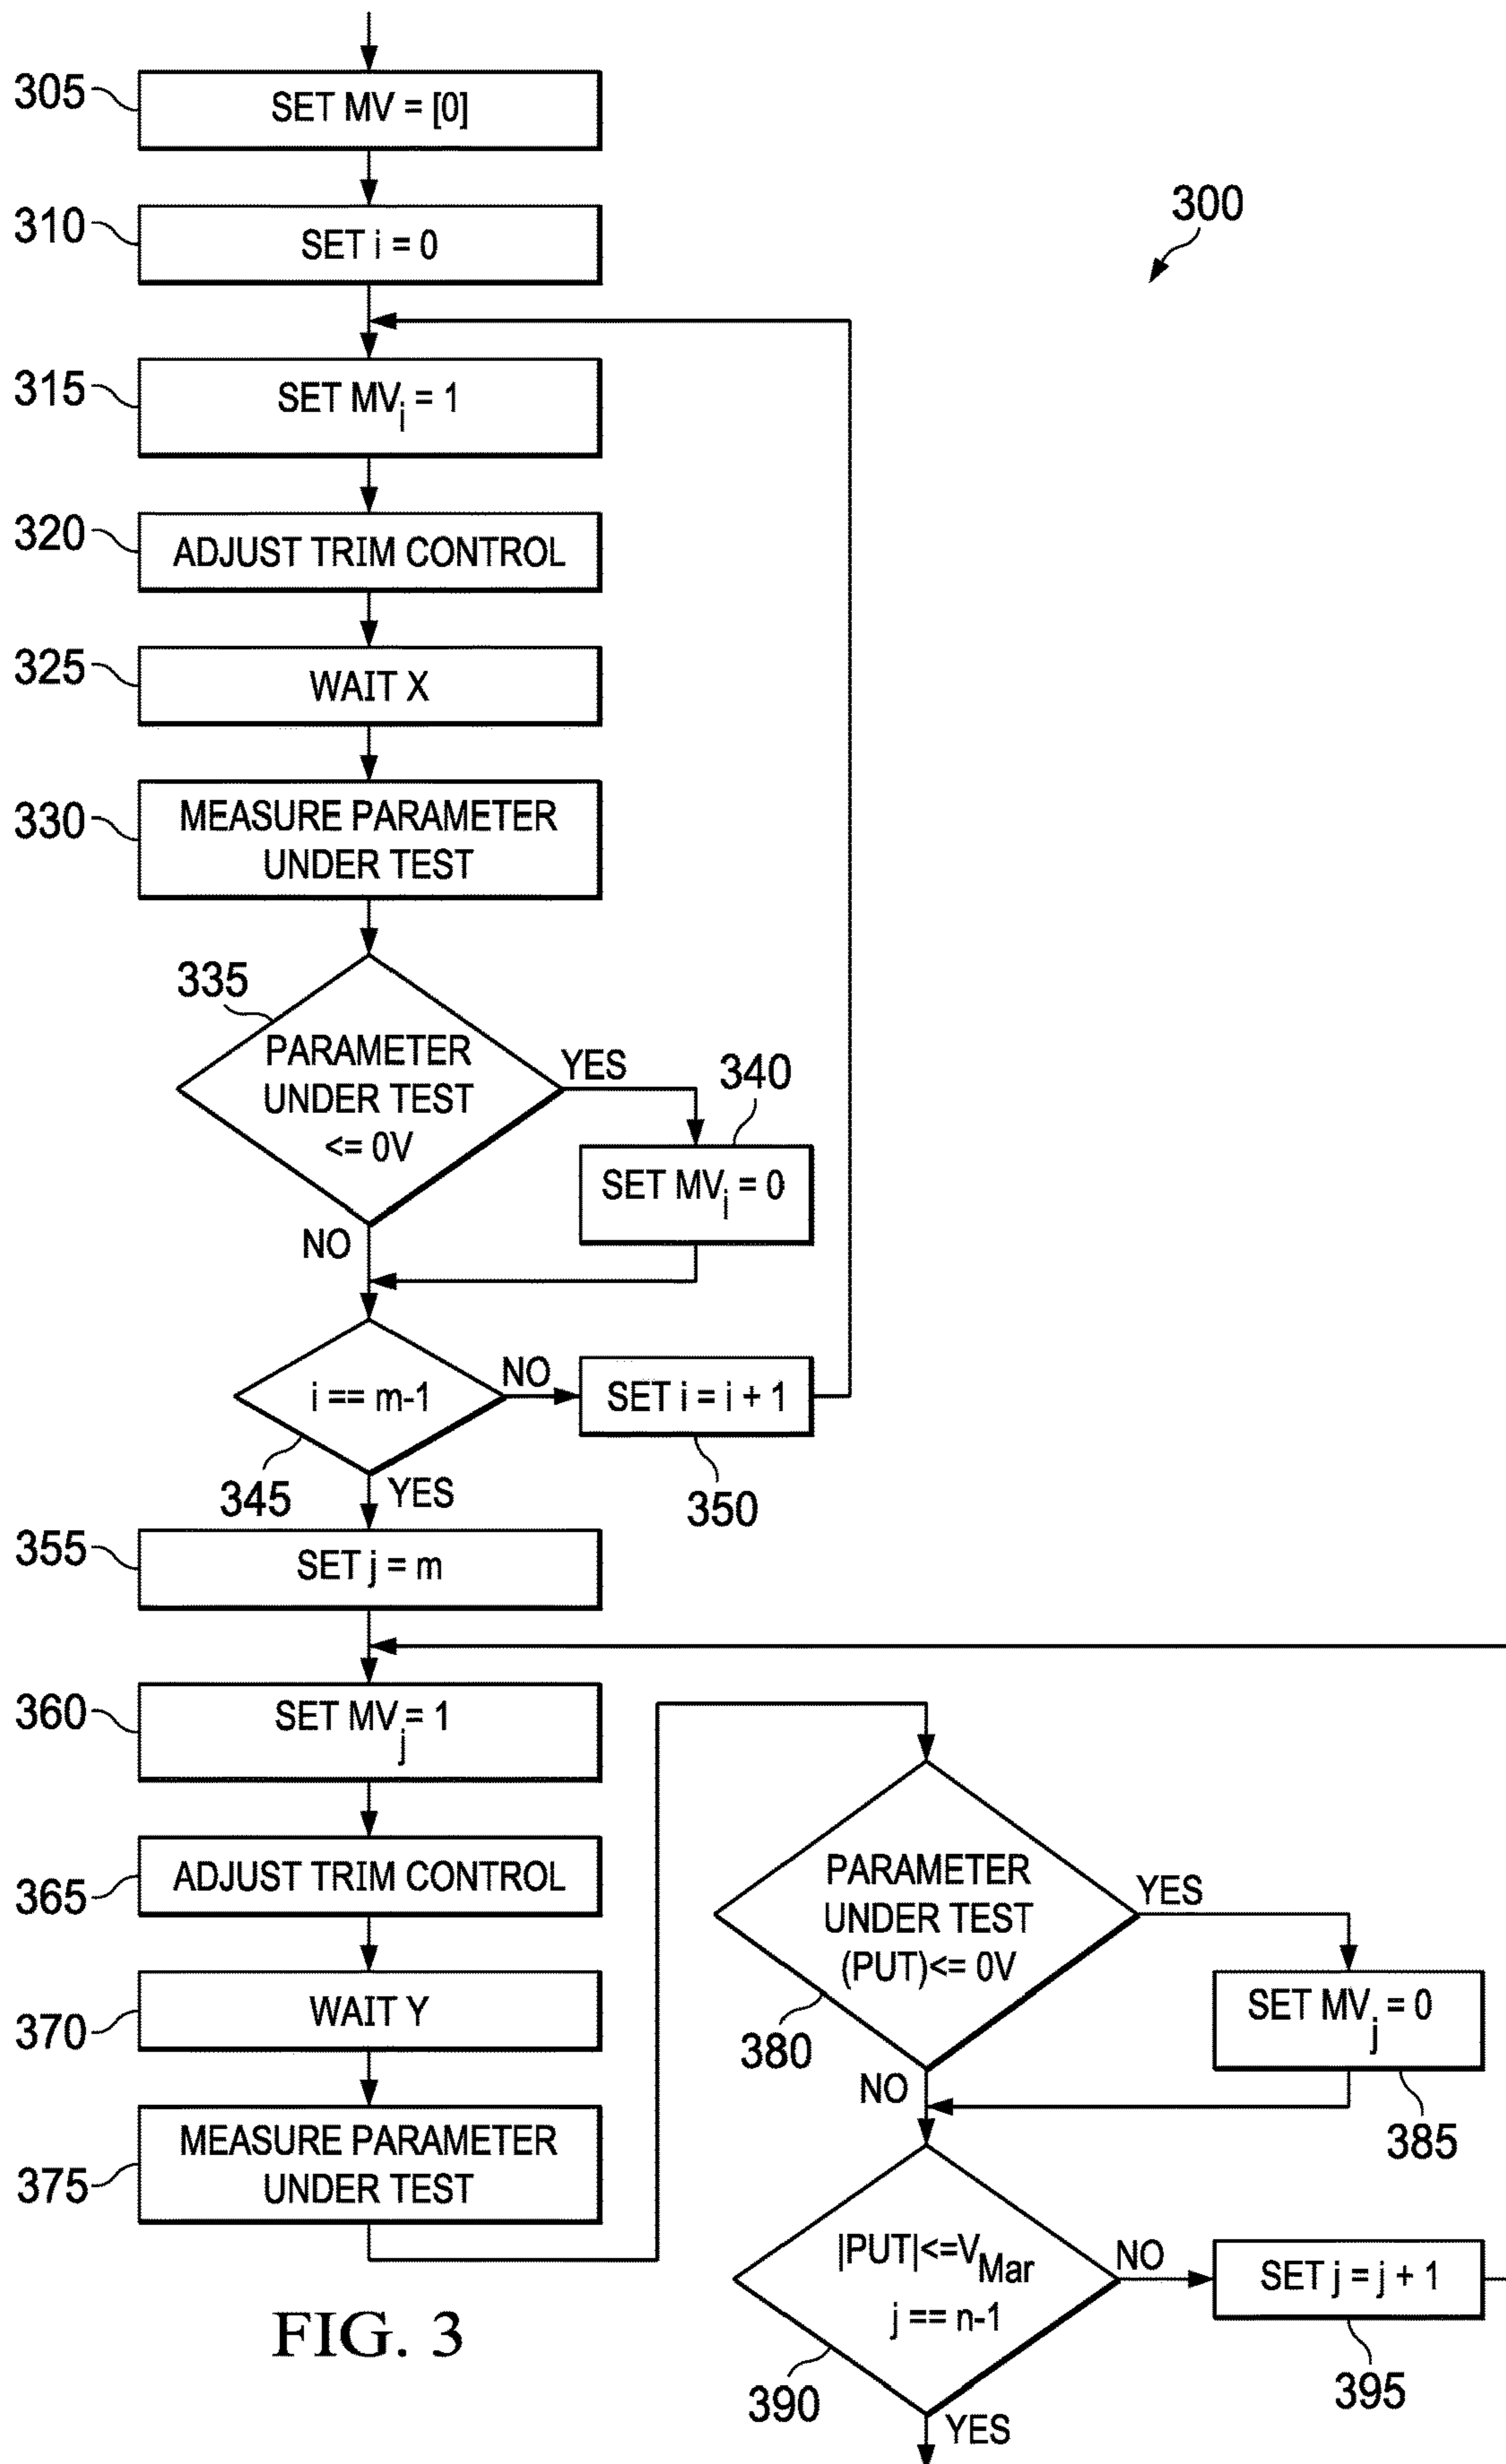 305
SET MV = [0]
310
SET i = 0
300
315
SET MVi = 1
320
ADJUST TRIM CONTROL
325
WAIT X
330
MEASURE PARAMETER
UNDER TEST
335
PARAMETER
UNDER TEST
<= 0V
YES
340
SET MVi = 0
NO
i == m-1
NO
SET i = i + 1
345
YES
350
355
SET j = m
360
SET MVj = 1
365
ADJUST TRIM CONTROL
370
WAIT Y
375
MEASURE PARAMETER
UNDER TEST
PARAMETER
UNDER TEST
(PUT)<= 0V
YES
380
SET MVj = 0
NO
385
|PUT|<=VMar
j == n-1
NO
SET j = j + 1
390
YES
395
FIG. 3